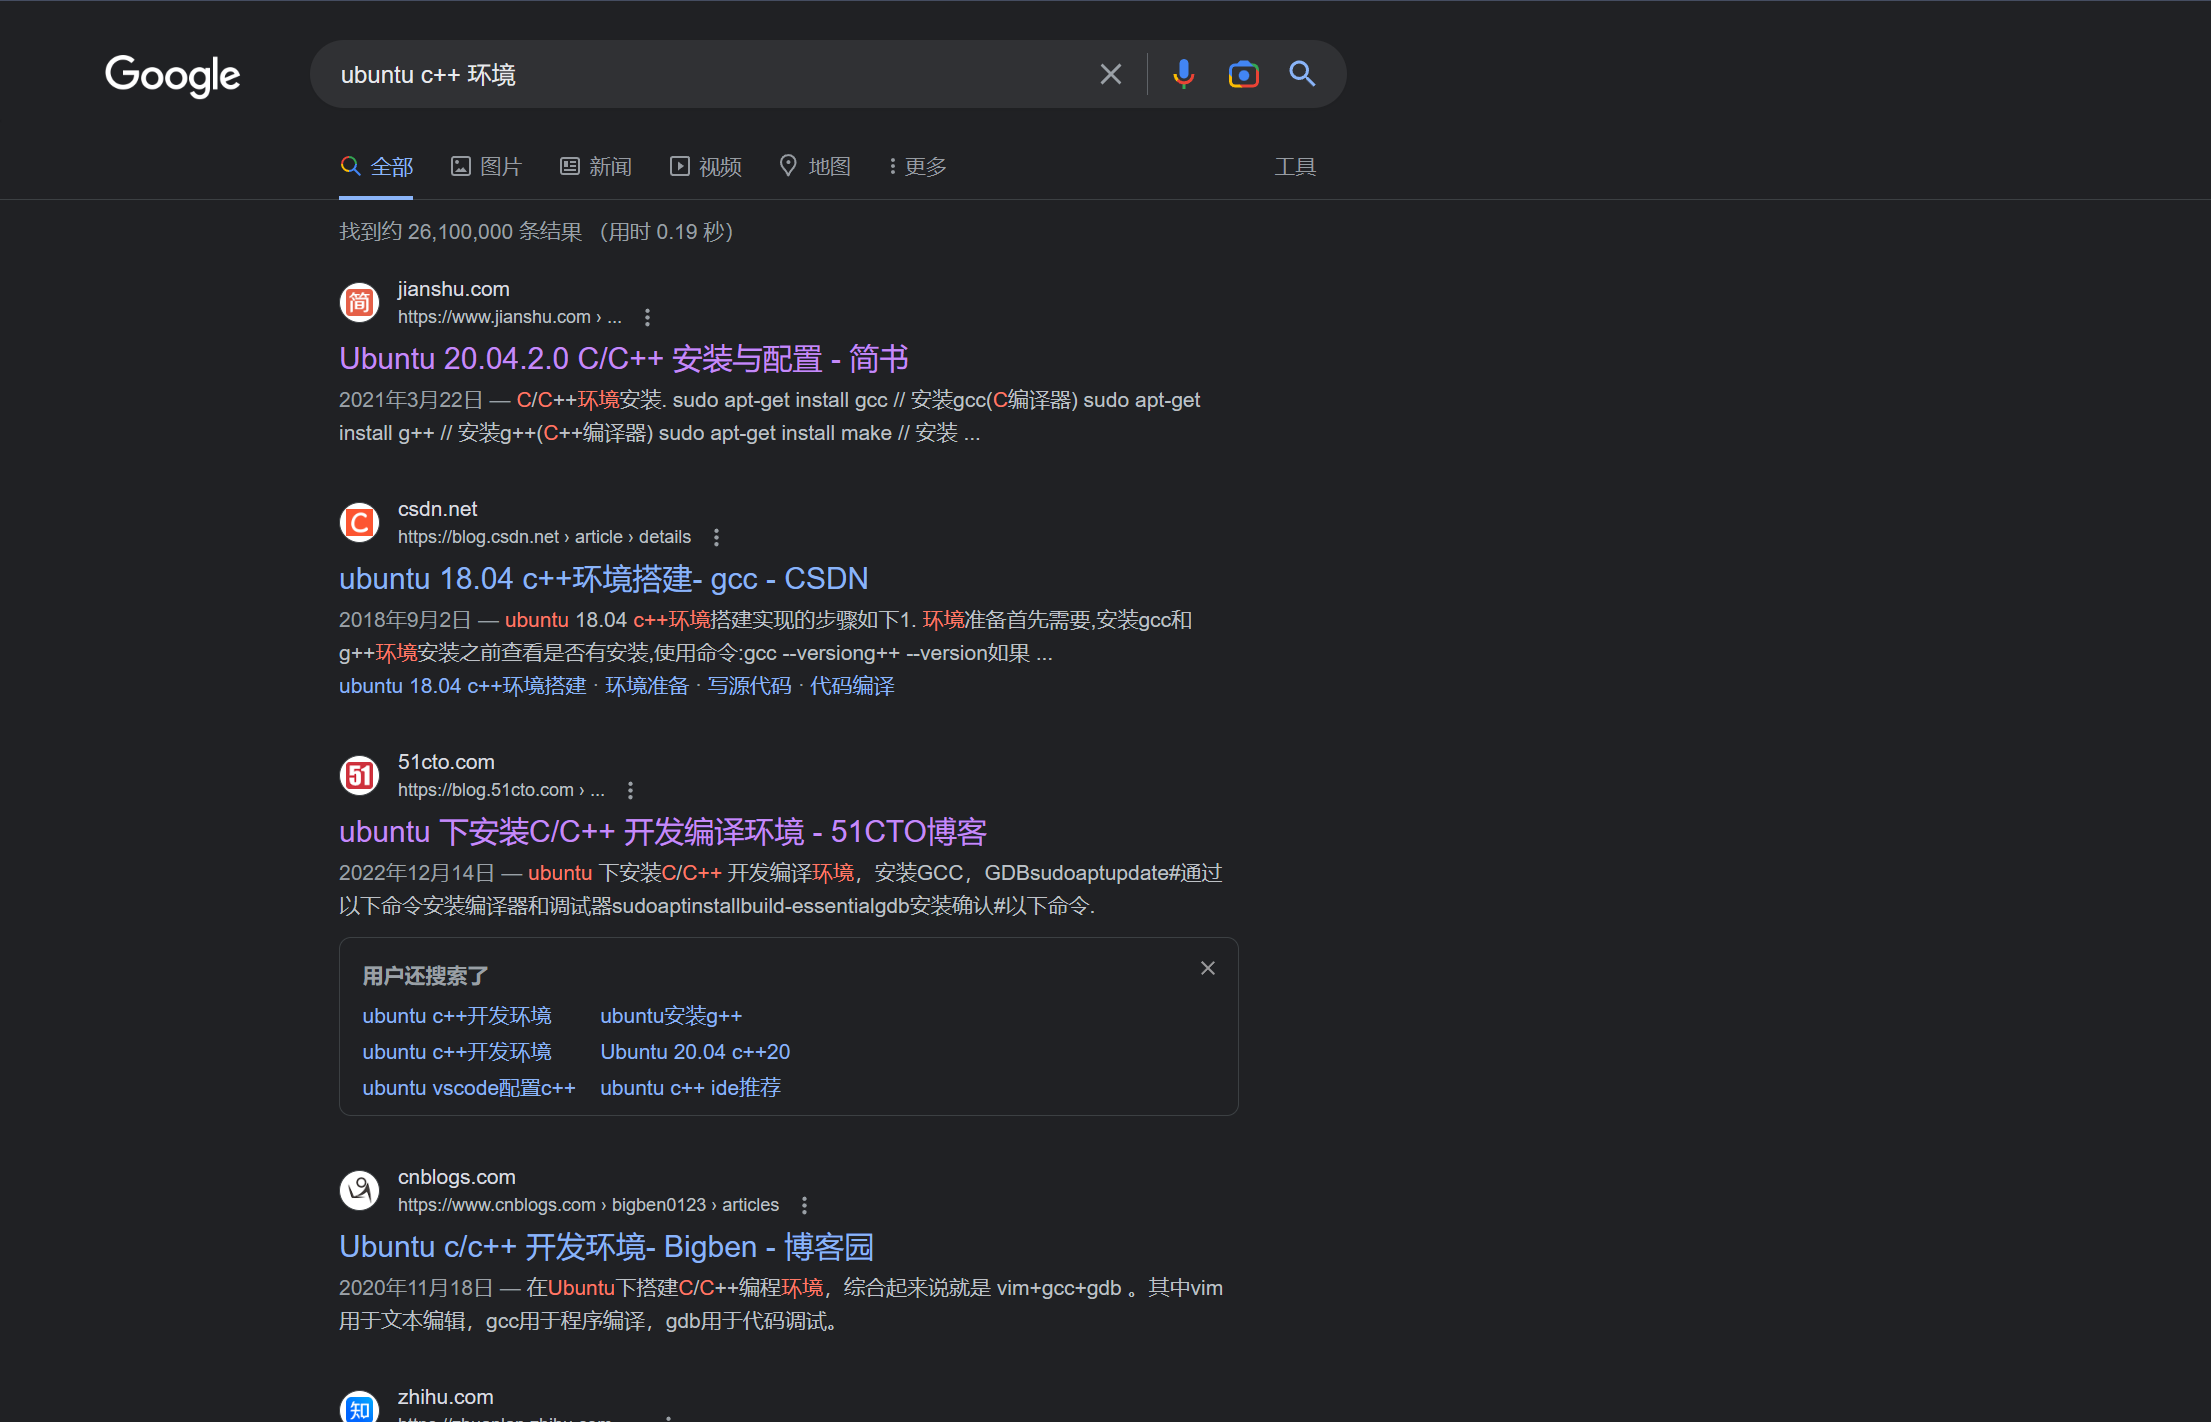 Google
ubuntu c++ 环境
全部
图片
新闻
视频
地图
更多
工具
找到约 26,100,000 条结果 （用时 0.19 秒）
简
jianshu.com
https://www.jianshu.com › ...
Ubuntu 20.04.2.0 C/C++ 安装与配置 - 简书
2021年3月22日 — C/C++环境安装. sudo apt-get install gcc // 安装gcc(C编译器) sudo apt-get
install g++ // 安装g++(C++编译器) sudo apt-get install make // 安装 ...
C
csdn.net
https://blog.csdn.net › article › details
ubuntu 18.04 c++环境搭建- gcc - CSDN
2018年9月2日 — ubuntu 18.04 c++环境搭建实现的步骤如下1. 环境准备首先需要,安装gcc和
g++环境安装之前查看是否有安装,使用命令:gcc --versiong++ --version如果 ...
ubuntu 18.04 c++环境搭建 · 环境准备 · 写源代码 · 代码编译
51
51cto.com
https://blog.51cto.com › ...
ubuntu 下安装C/C++ 开发编译环境 - 51CTO博客
2022年12月14日 — ubuntu 下安装C/C++ 开发编译环境，安装GCC，GDBsudoaptupdate#通过
以下命令安装编译器和调试器sudoaptinstallbuild-essentialgdb安装确认#以下命令.
用户还搜索了
ubuntu c++开发环境
ubuntu安装g++
ubuntu c++开发环境
Ubuntu 20.04 c++20
ubuntu vscode配置c++
ubuntu c++ ide推荐
cnblogs.com
https://www.cnblogs.com › bigben0123 › articles
Ubuntu c/c++ 开发环境- Bigben - 博客园
2020年11月18日 — 在Ubuntu下搭建C/C++编程环境，综合起来说就是 vim+gcc+gdb 。其中vim
用于文本编辑，gcc用于程序编译，gdb用于代码调试。
知
zhihu.com